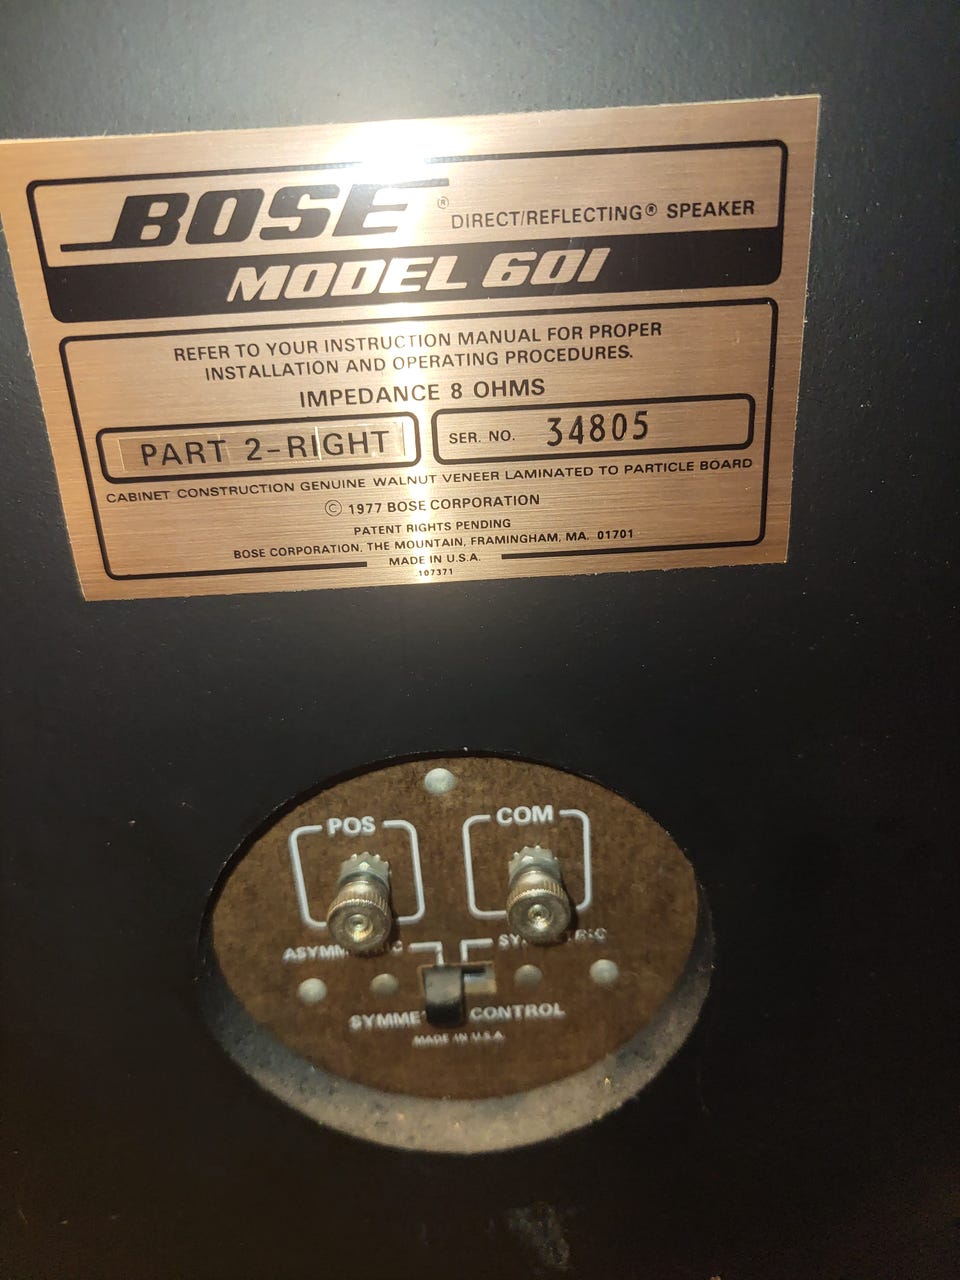 BOSE® DIRECT/REFLECTING® SPEAKER
MODEL 601
REFER TO YOUR INSTRUCTION MANUAL FOR PROPER
INSTALLATION AND OPERATING PROCEDURES.
IMPEDANCE 8 OHMS
PART 2-RIGHT SER. NO. 34805
CABINET CONSTRUCTION GENUINE WALNUT VENEER LAMINATED TO PARTICLE BOARD
© 1977 BOSE CORPORATION
PATENT RIGHTS PENDING
BOSE CORPORATION, THE MOUNTAIN, FRAMINGHAM, MA. 01701
MADE IN U.S.A.
107371
POS COM
CONTROL
MADE IN U.S.A.